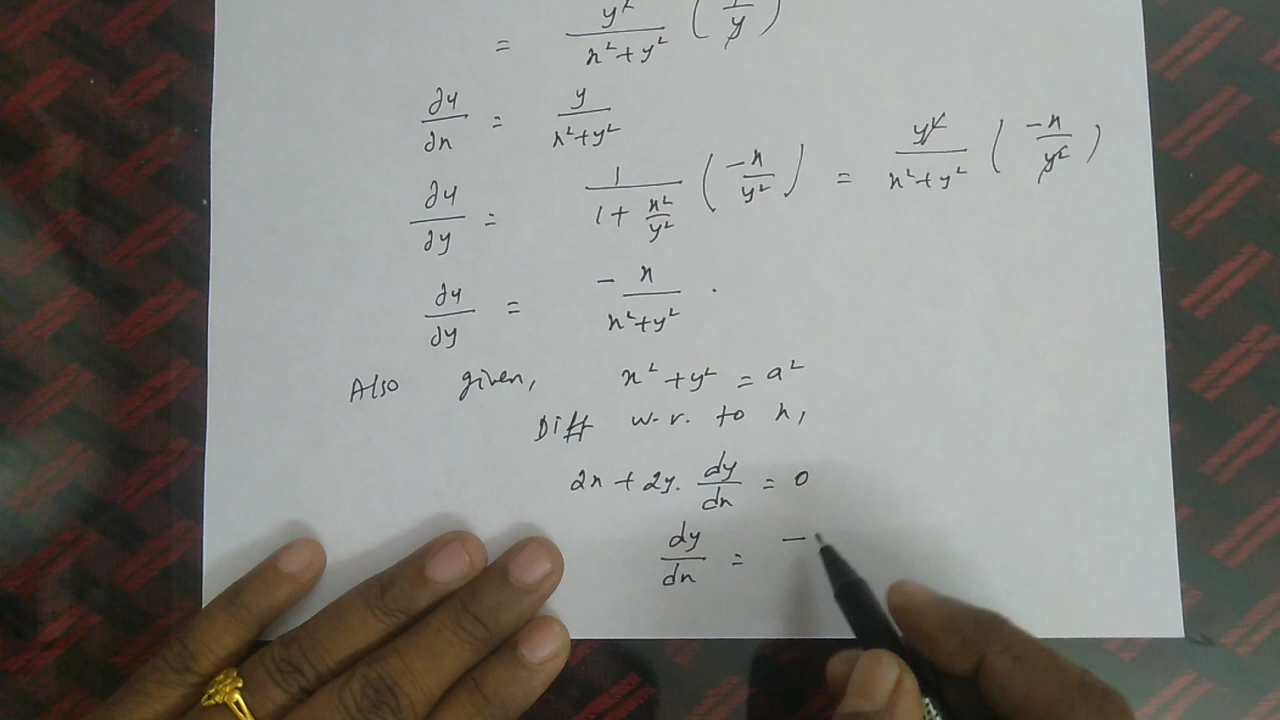 = y²/(x²+y²) (1/y)
∂u/∂x = y/(x²+y²)
∂u/∂y = 1/(1 + x²/y²) (-x/y²) = y²/(x²+y²) (-x/y²)
∂u/∂y = -x/(x²+y²) .
Also given, x² + y² = a²
Diff w.r. to x,
2x + 2y. dy/dx = 0
dy/dx = -